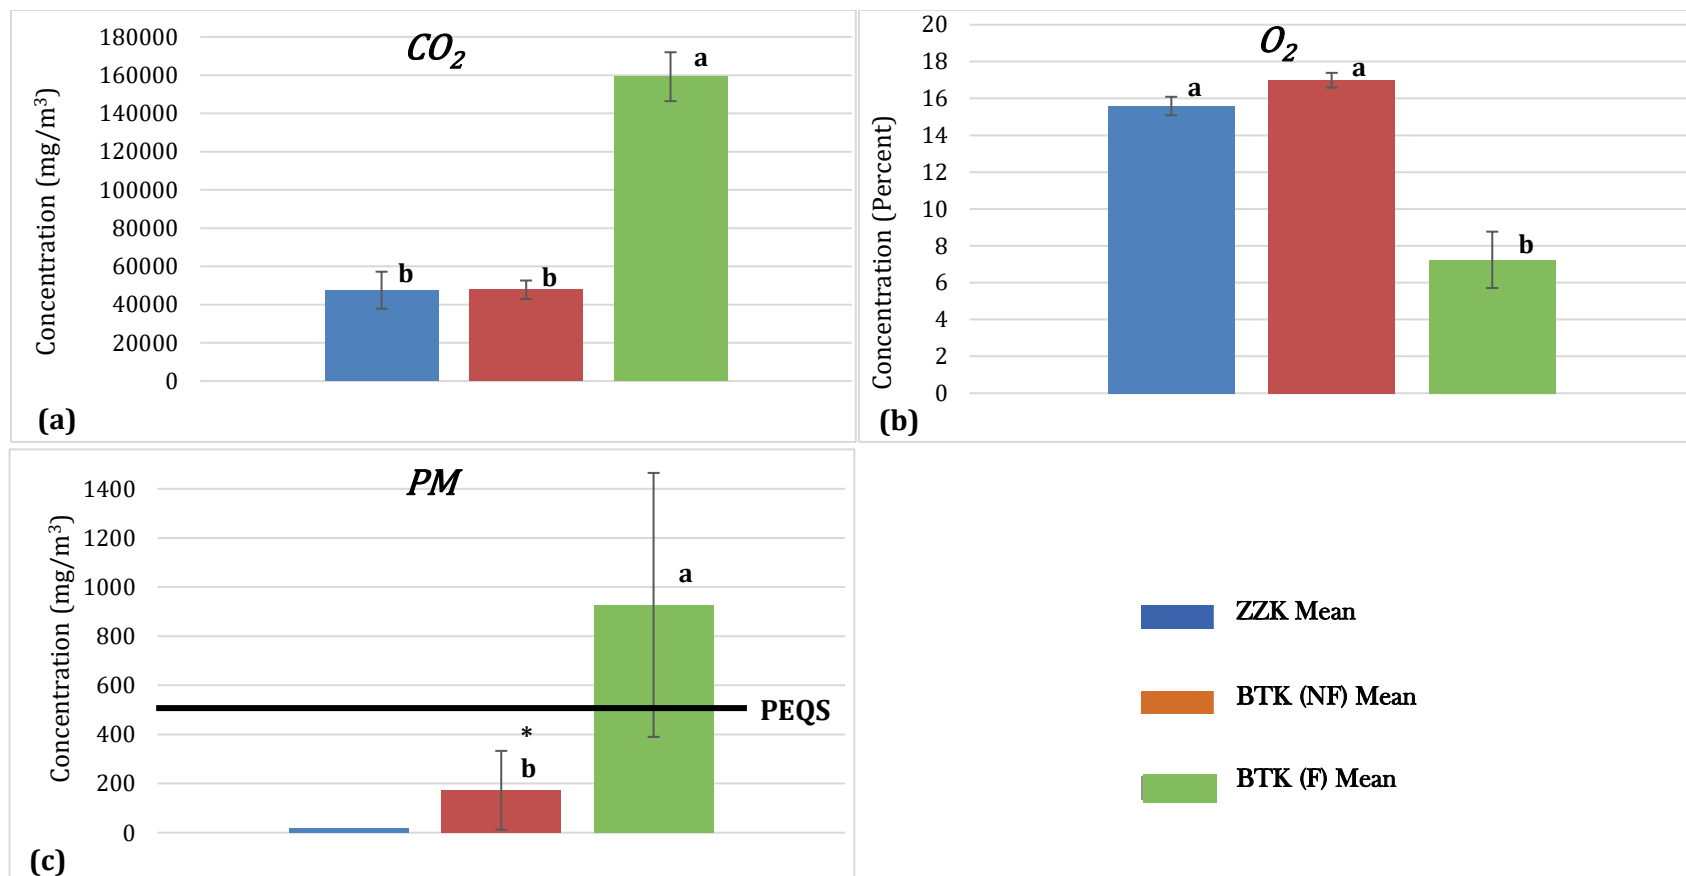 CO2
Concentration (mg/m3)
180000
160000
140000
120000
100000
80000
60000
40000
20000
0
b
b
a
(a)
O2
Concentration (Percent)
20
18
16
14
12
10
8
6
4
2
0
a
a
b
(b)
PM
Concentration (mg/m3)
1400
1200
1000
800
600
400
200
0
*
b
a
PEQS
(c)
ZZK Mean
BTK (NF) Mean
BTK (F) Mean